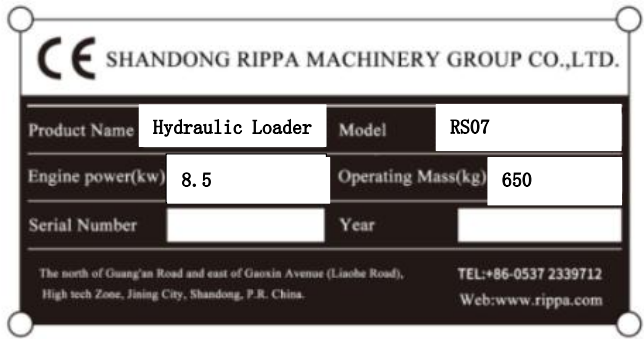 CE SHANDONG RIPPA MACHINERY GROUP CO.,LTD.
Product Name Hydraulic Loader Model RS07
Engine power(kw) 8.5 Operating Mass(kg) 650
Serial Number Year
The north of Guang'an Road and east of Gaoxin Avenue (Liaohe Road), TEL:+86-0537 2339712
High tech Zone, Jining City, Shandong, P.R. China. Web:www.rippa.com